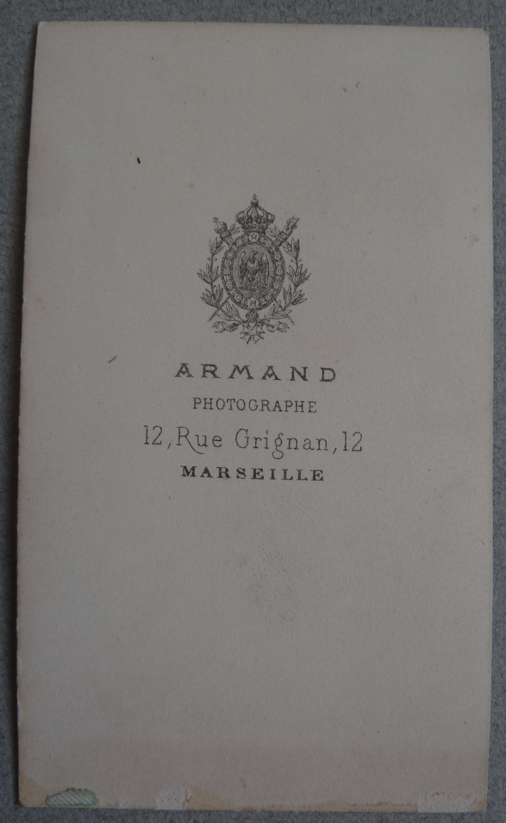 ARMAND
PHOTOGRAPHE
12, Rue Grignan, 12
MARSEILLE